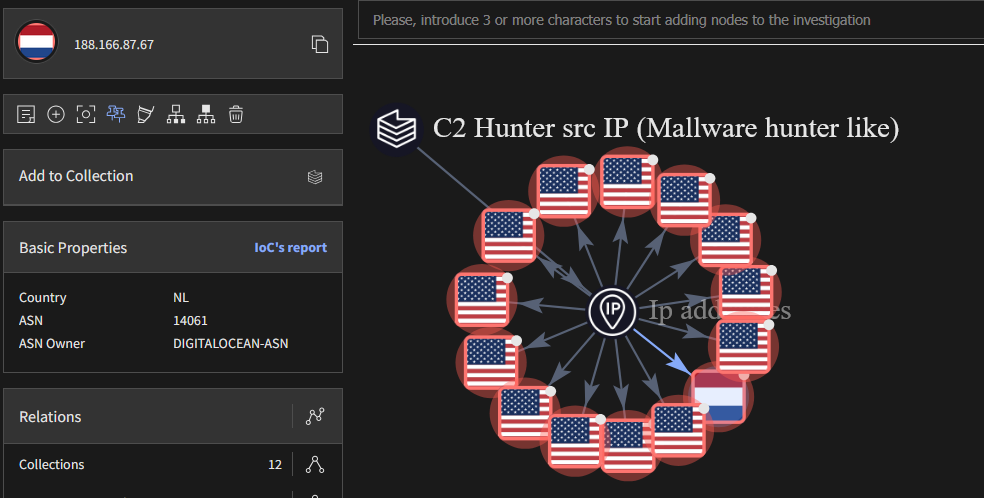 188.166.87.67
Please, introduce 3 or more characters to start adding nodes to the investigation
C2 Hunter src IP (Mallware hunter like)
Add to Collection
Basic Properties IoC's report
Country NL
ASN 14061
ASN Owner DIGITALOCEAN-ASN
Relations
Collections 12
IP
Ip es